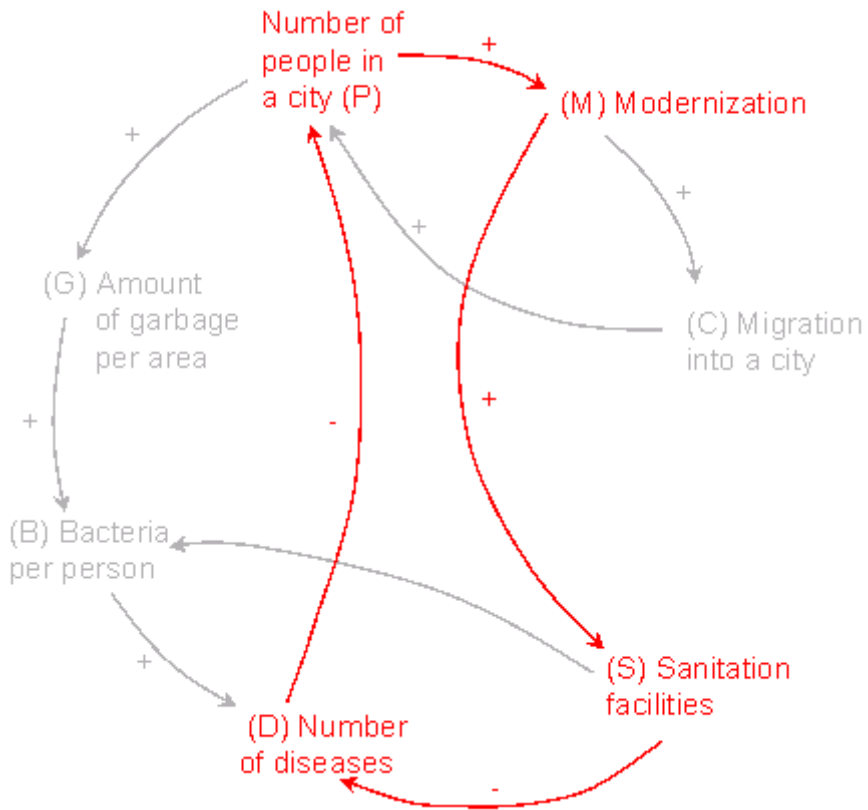 Number of
people in
a city (P)
+
(M) Modernization
+
+
+
(G) Amount
of garbage
per area
(C) Migration
into a city
+
+
-
(B) Bacteria
per person
+
(S) Sanitation
facilities
(D) Number
of diseases
-